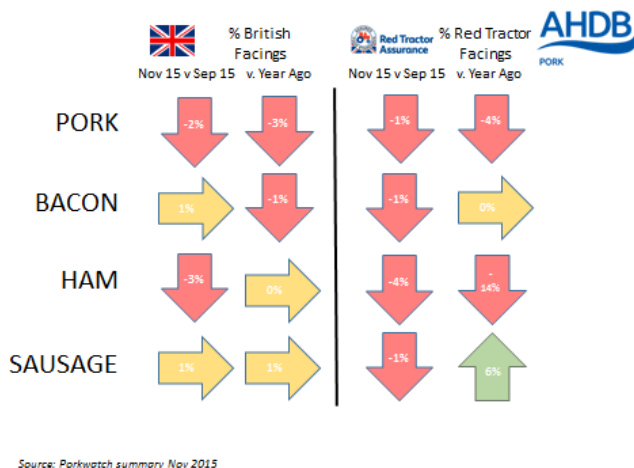 % British
Facings
Nov 15 v Sep 15 v. Year Ago
Red Tractor
Assurance
% Red Tractor
Facings
Nov 15 v Sep 15 v. Year Ago
AHDB
PORK
PORK
-2%
-3%
-1%
-4%
BACON
1%
-1%
-1%
0%
HAM
-3%
0%
-4%
-
14%
SAUSAGE
1%
1%
-1%
6%
Source: Porkwatch summary Nov 2015